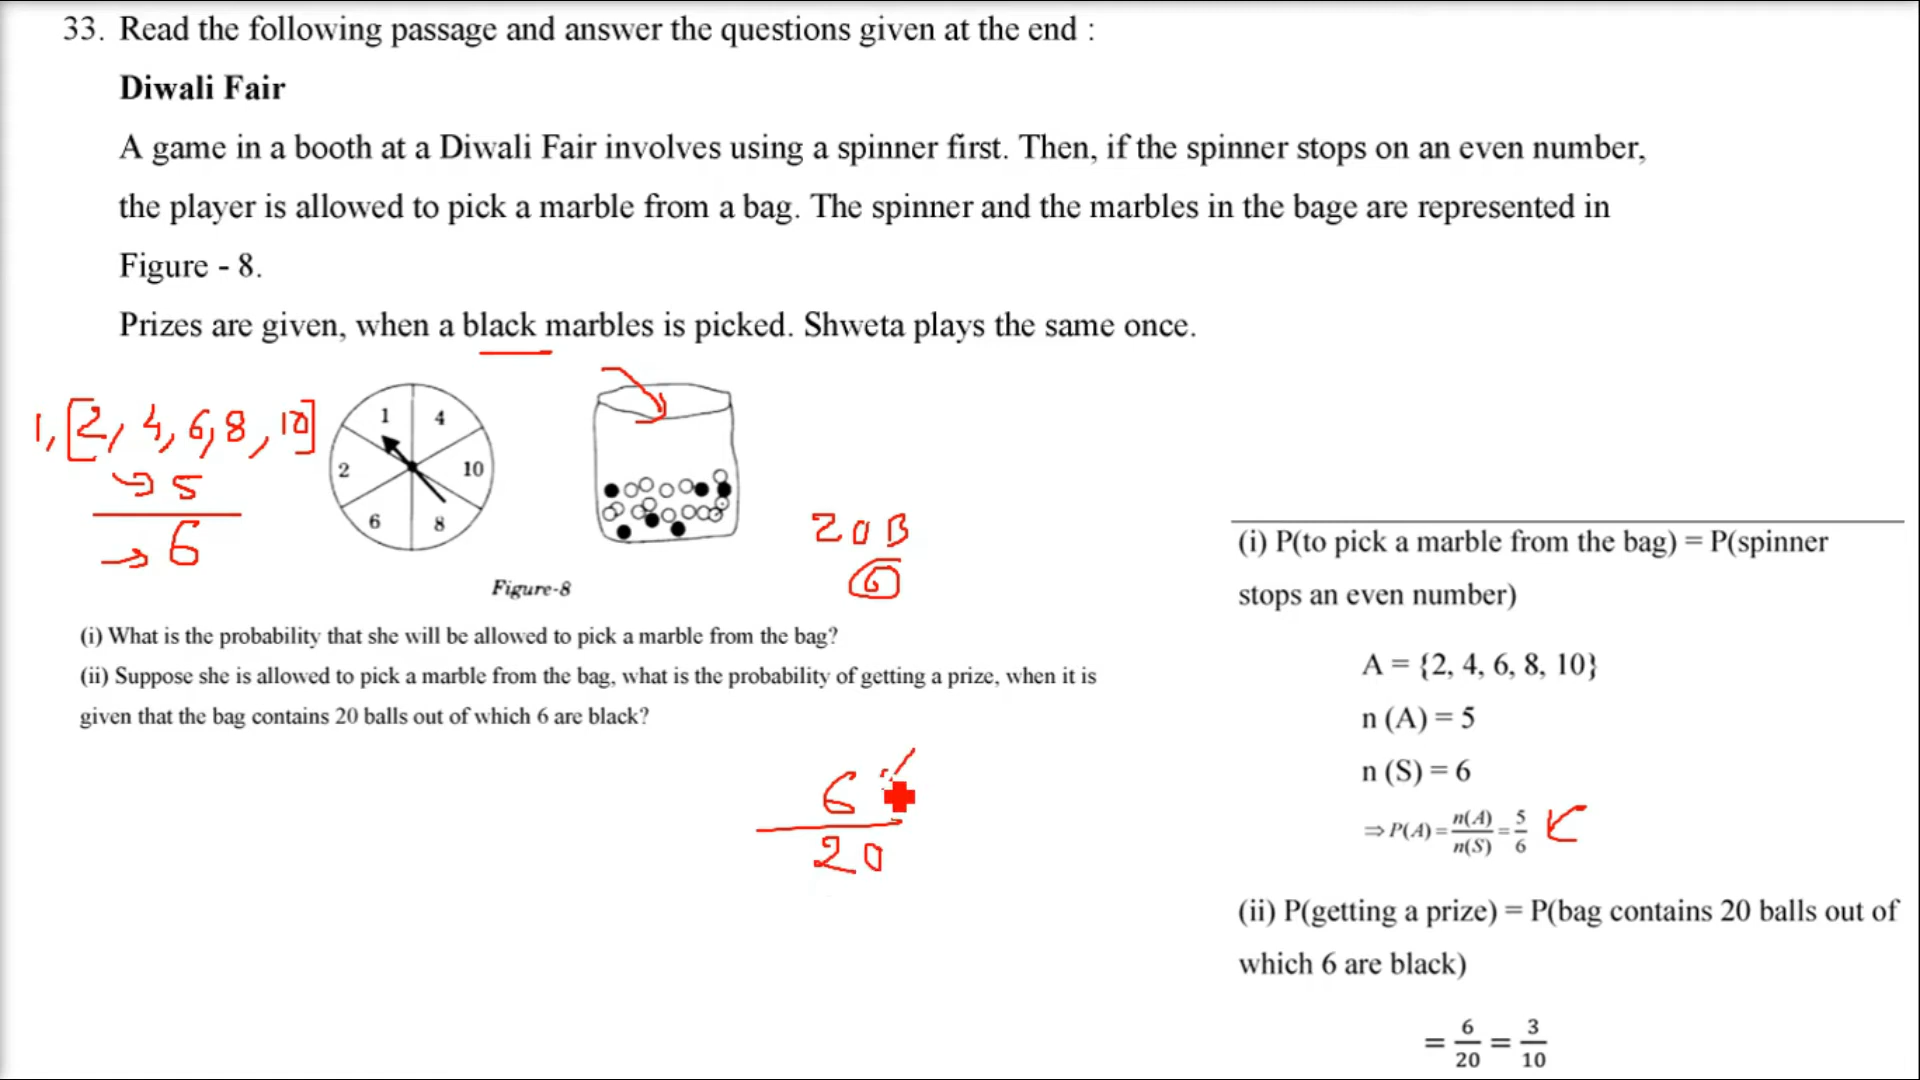 33. Read the following passage and answer the questions given at the end :
Diwali Fair
A game in a booth at a Diwali Fair involves using a spinner first. Then, if the spinner stops on an even number,
the player is allowed to pick a marble from a bag. The spinner and the marbles in the bage are represented in
Figure - 8.
Prizes are given, when a black marbles is picked. Shweta plays the same once.
1, [2, 4, 6, 8, 10]
5
6
1
4
2
10
6
8
20 B
6
Figure-8
(i) What is the probability that she will be allowed to pick a marble from the bag?
(ii) Suppose she is allowed to pick a marble from the bag, what is the probability of getting a prize, when it is
given that the bag contains 20 balls out of which 6 are black?
6
20
(i) P(to pick a marble from the bag) = P(spinner
stops an even number)
A = {2, 4, 6, 8, 10}
n (A) = 5
n (S) = 6
⇒ P(A) = n(A)/n(S) = 5/6
(ii) P(getting a prize) = P(bag contains 20 balls out of
which 6 are black)
= 6/20 = 3/10